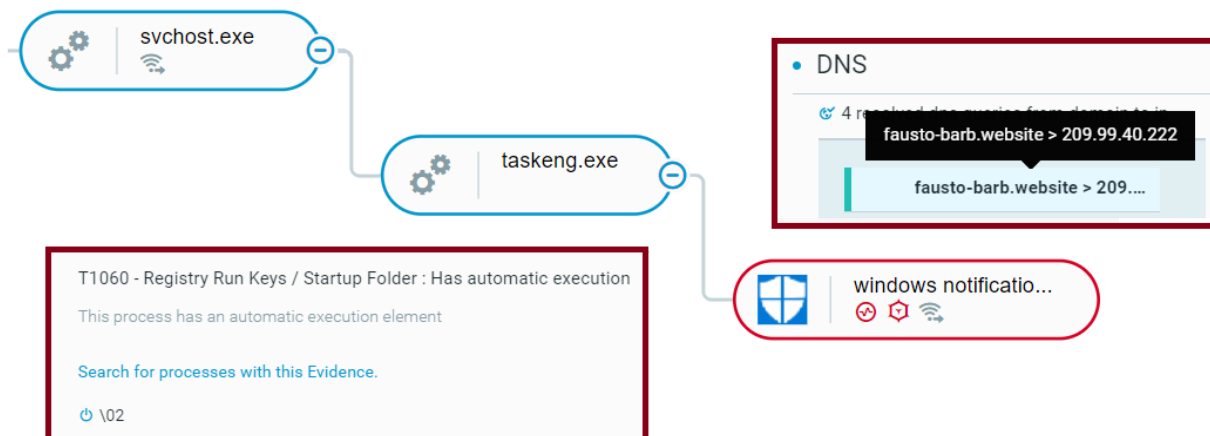 svchost.exe
taskeng.exe
windows notificatio...
DNS
4 resolved dns queries from domain to ip
fausto-barb.website > 209.99.40.222
fausto-barb.website > 209....
T1060 - Registry Run Keys / Startup Folder : Has automatic execution
This process has an automatic execution element
Search for processes with this Evidence.
\02